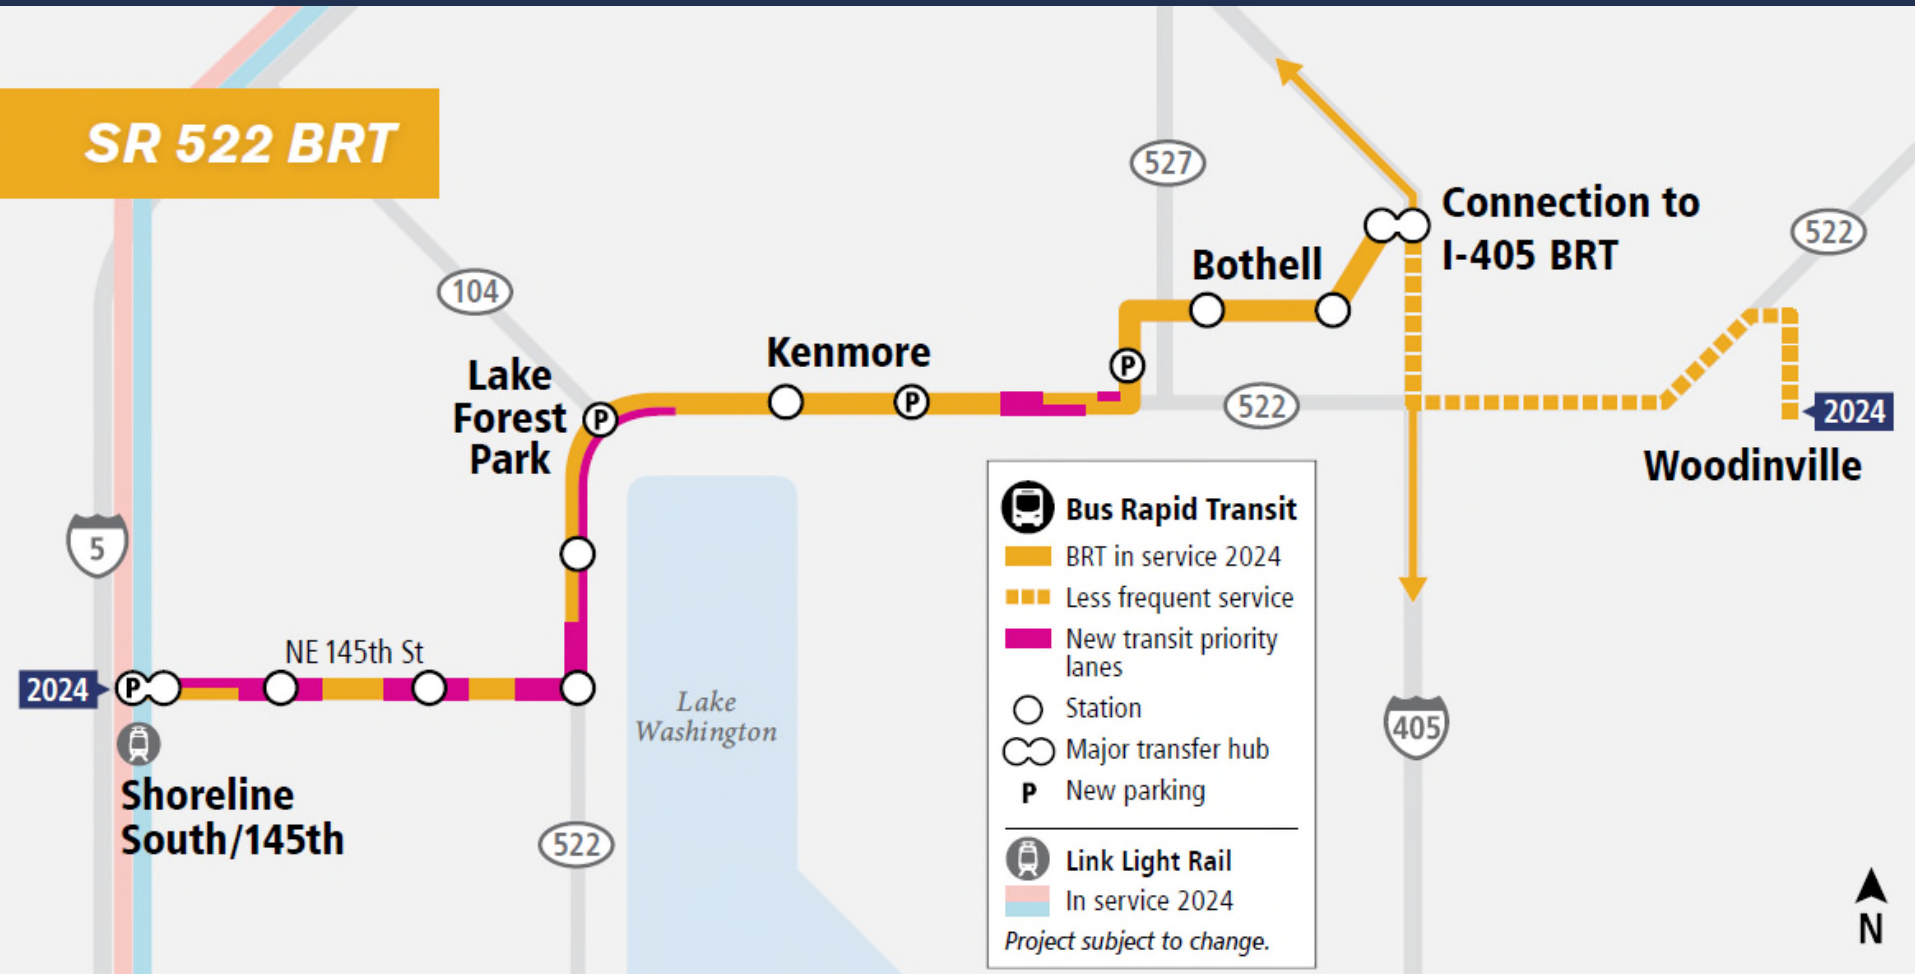 SR 522 BRT
527
Connection to
I-405 BRT
522
Bothell
104
Kenmore
Lake
Forest
Park
P
P
P
522
2024
Woodinville
5
NE 145th St
2024
P
Shoreline
South/145th
Lake
Washington
522
405
Bus Rapid Transit
BRT in service 2024
Less frequent service
New transit priority
lanes
Station
Major transfer hub
P New parking
Link Light Rail
In service 2024
Project subject to change.
N